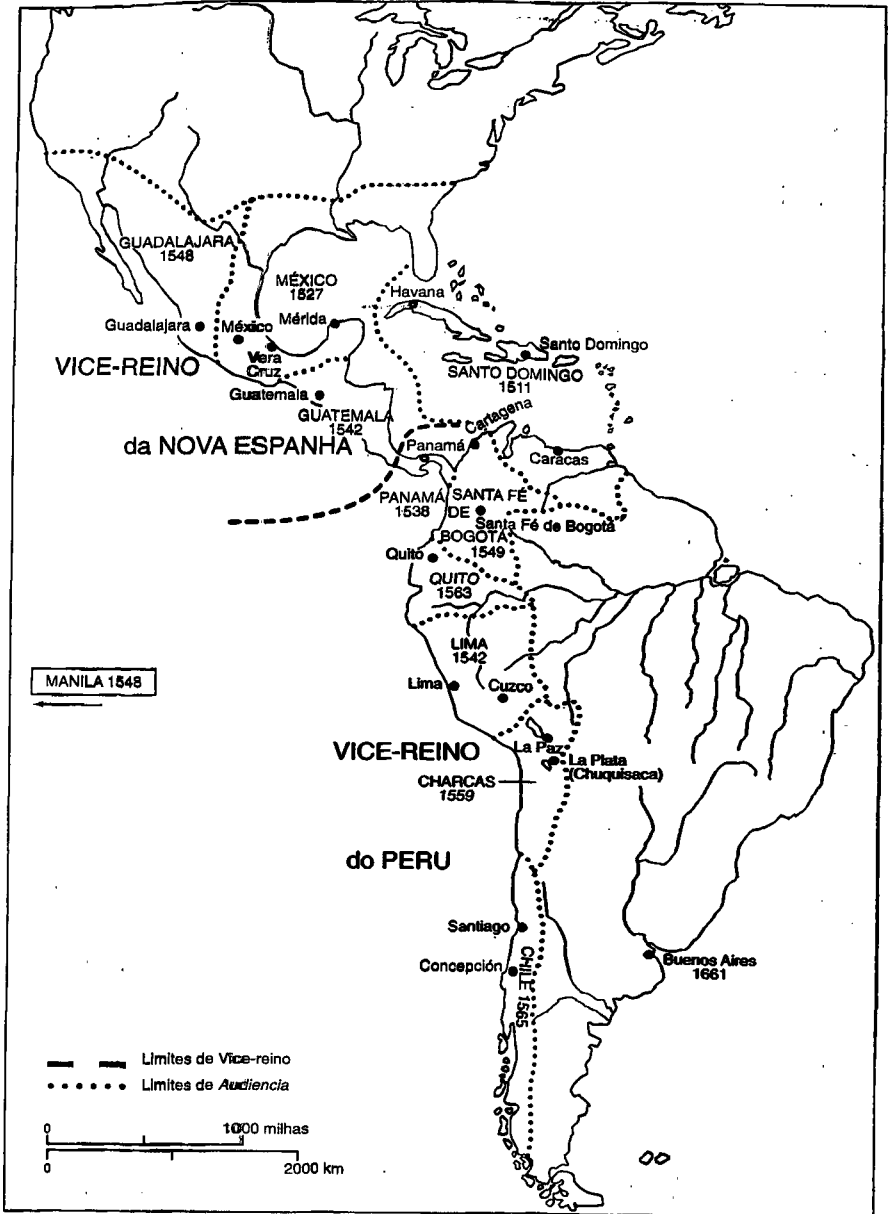 GUADALAJARA
1548
MÉXICO
1527
Havana
Guadalajara
México
Mérida
Vera
Cruz
Santo Domingo
SANTO DOMINGO
1511
VICE-REINO
Guatemala
GUATEMALA
1542
da NOVA ESPANHA
Cartagena
Panamá
Caracas
PANAMÁ
1538
SANTA FÉ
DE
Santa Fé de Bogotá
BOGOTÁ
1549
Quito
QUITO
1563
LIMA
1542
MANILA 1548
Lima
Cuzco
VICE-REINO
La Paz
La Plata
(Chuquisaca)
CHARCAS
1559
do PERU
Santiago
Concepción
CHILE 1565
Buenos Aires
1661
Limites de Vice-reino
Limites de Audiencia
0 1000 milhas
0 2000 km